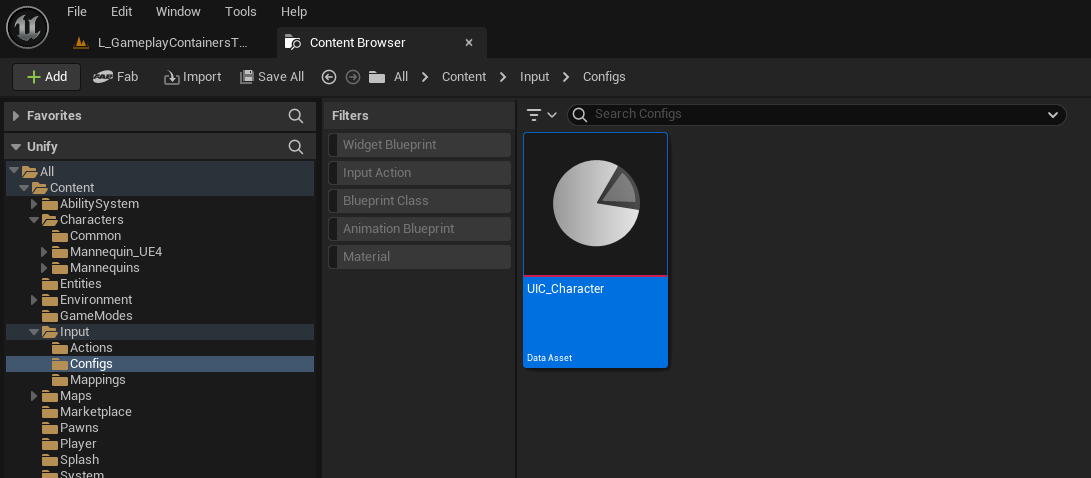 File Edit Window Tools Help
L_GameplayContainersT...
Content Browser
Add Fab Import Save All All Content Input Configs
Favorites
Unify
All
Content
AbilitySystem
Characters
Common
Mannequin_UE4
Mannequins
Entities
Environment
GameModes
Input
Actions
Configs
Mappings
Maps
Marketplace
Pawns
Player
Splash
System
Filters
Widget Blueprint
Input Action
Blueprint Class
Animation Blueprint
Material
Search Configs
UIC_Character
Data Asset